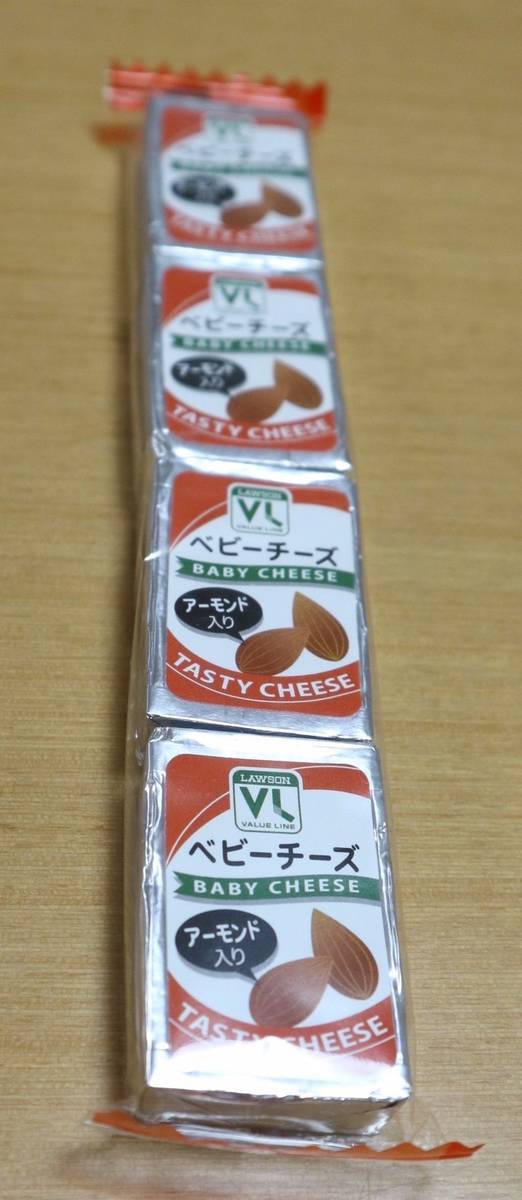 VL
ベビーチーズ
TASTY CHEESE
VL
ベビーチーズ
BABY CHEESE
アーモンド
入り
TASTY CHEESE
LAWSON
VL
VALUE LINE
ベビーチーズ
BABY CHEESE
アーモンド
入り
TASTY CHEESE
LAWSON
VL
VALUE LINE
ベビーチーズ
BABY CHEESE
アーモンド
入り
TASTY CHEESE